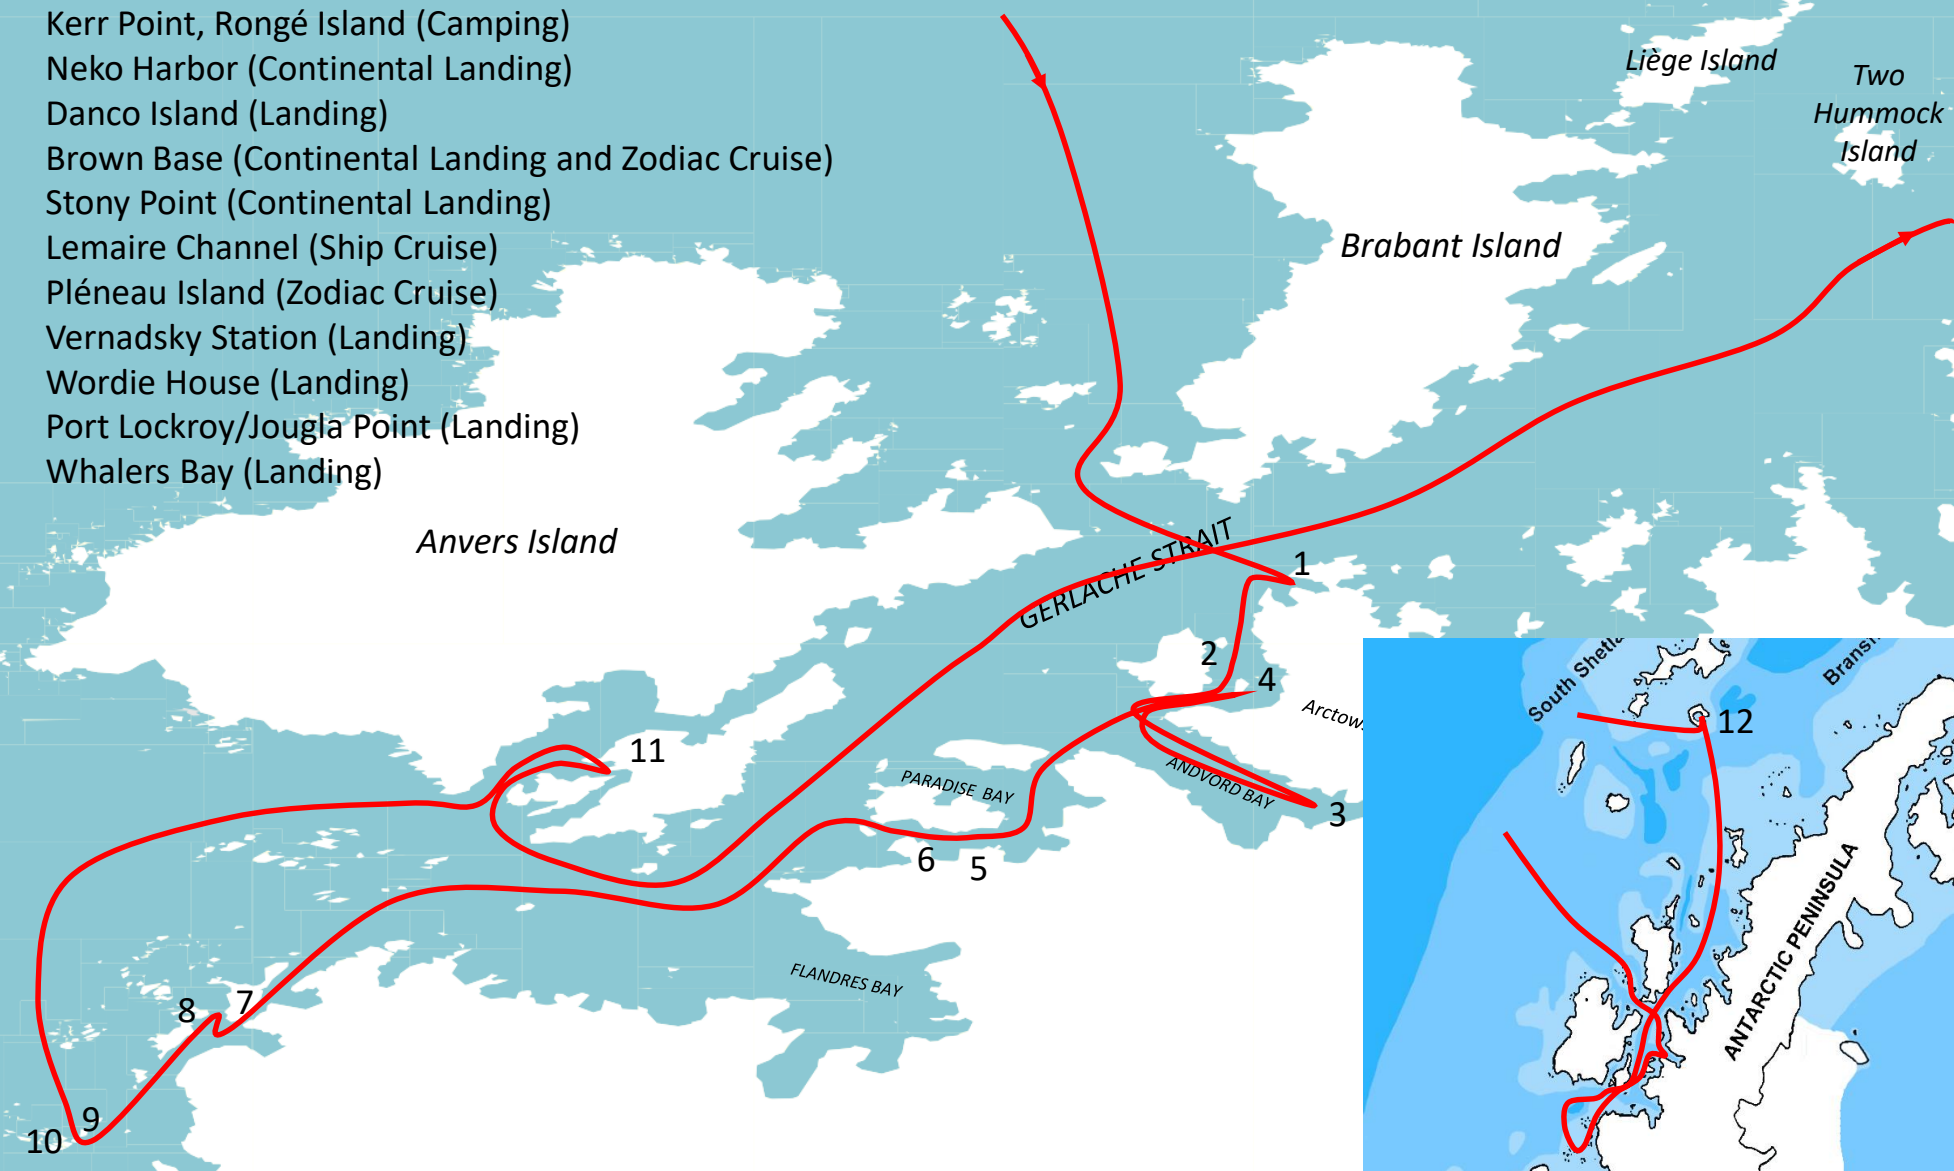 Kerr Point, Rongé Island (Camping)
Neko Harbor (Continental Landing)
Danco Island (Landing)
Brown Base (Continental Landing and Zodiac Cruise)
Stony Point (Continental Landing)
Lemaire Channel (Ship Cruise)
Pléneau Island (Zodiac Cruise)
Vernadsky Station (Landing)
Wordie House (Landing)
Port Lockroy/Jougla Point (Landing)
Whalers Bay (Landing)
Liège Island
Two
Hummock
Island
Brabant Island
Anvers Island
GERLACHE STRAIT
1
2
4
Arctow
11
PARADISE BAY
ANDVORD BAY
3
6
5
FLANDRES BAY
8
7
9
10
South Shetla
Bransf
12
ANTARCTIC PENINSULA